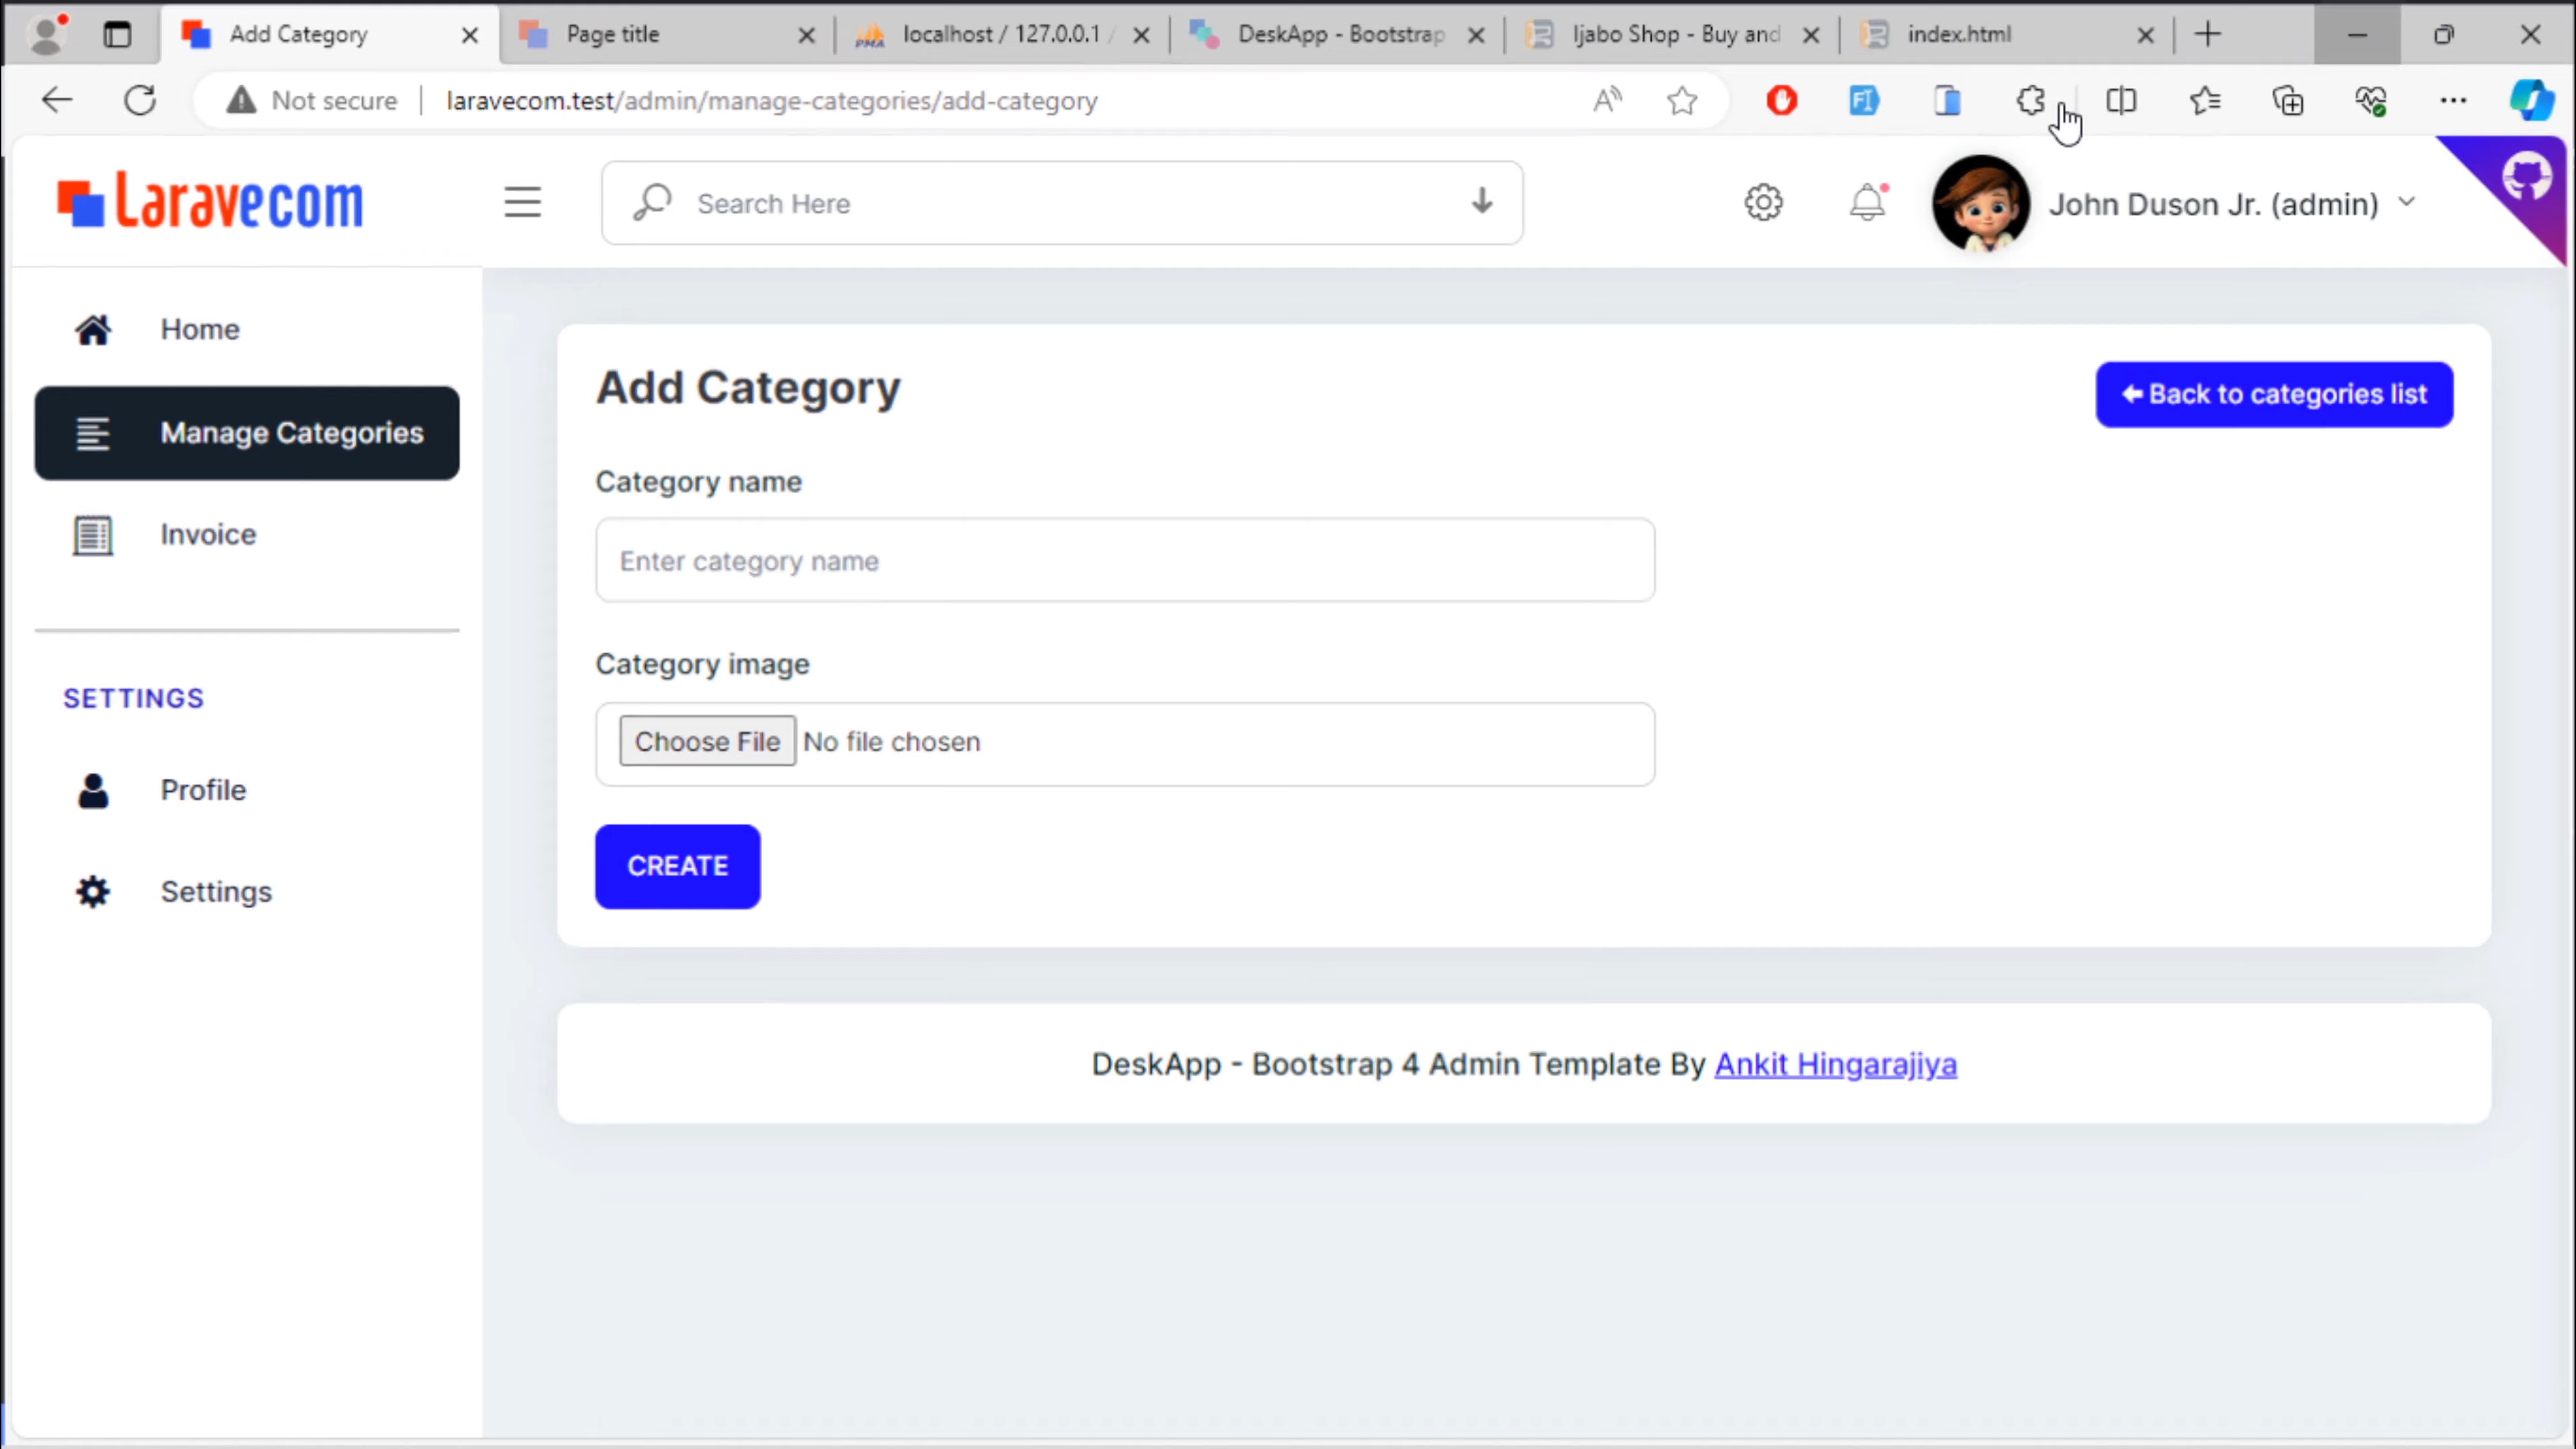 Add Category
Page title
PMA
localhost / 127.0.0.1 /
DeskApp - Bootstrap
Ijabo Shop - Buy and
index.html
Not secure
laravecom.test/admin/manage-categories/add-category
Laravecom
Search Here
John Duson Jr. (admin)
Home
Manage Categories
Invoice
SETTINGS
Profile
Settings
Add Category
Back to categories list
Category name
Enter category name
Category image
Choose File No file chosen
CREATE
DeskApp - Bootstrap 4 Admin Template By Ankit Hingarajiya